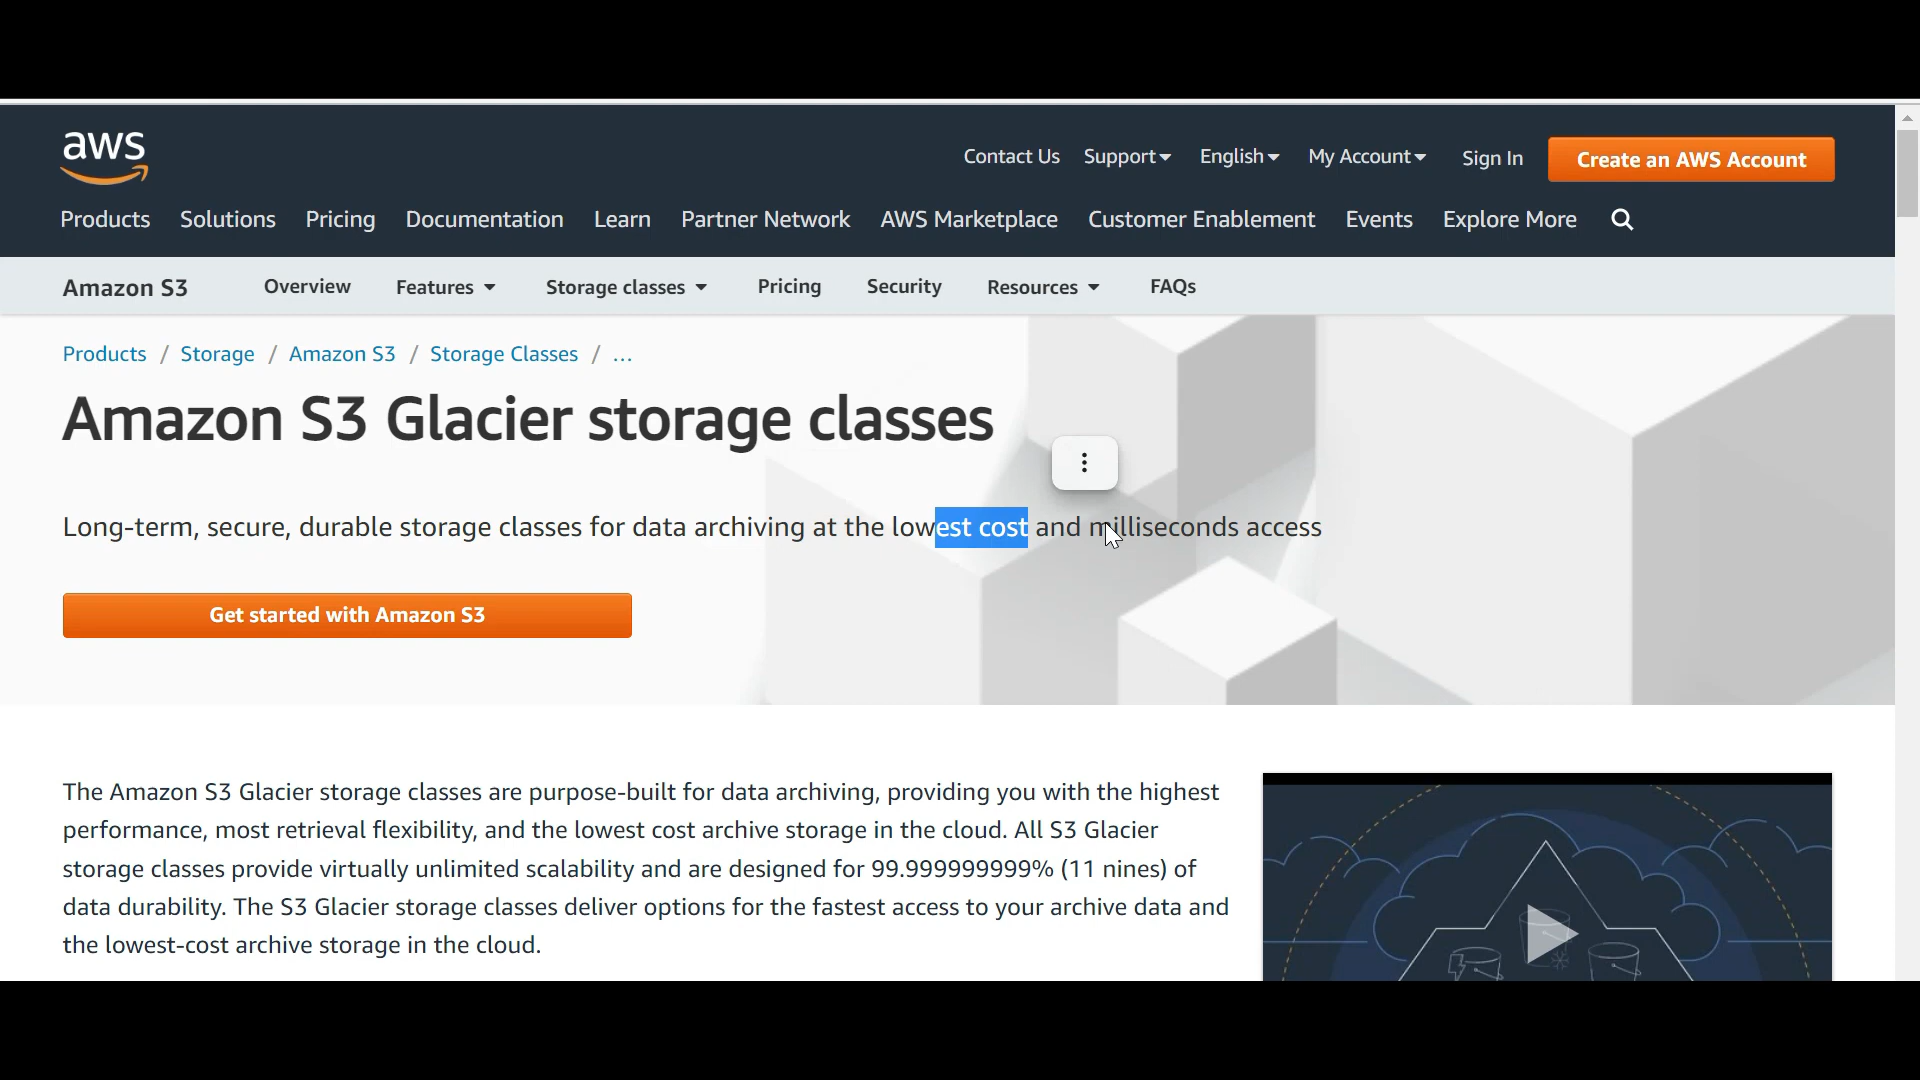 aws
Contact Us Support English My Account Sign In Create an AWS Account
Products Solutions Pricing Documentation Learn Partner Network AWS Marketplace Customer Enablement Events Explore More
Amazon S3 Overview Features Storage classes Pricing Security Resources FAQs
Products / Storage / Amazon S3 / Storage Classes / ...
Amazon S3 Glacier storage classes
Long-term, secure, durable storage classes for data archiving at the lowest cost and milliseconds access
Get started with Amazon S3
The Amazon S3 Glacier storage classes are purpose-built for data archiving, providing you with the highest
performance, most retrieval flexibility, and the lowest cost archive storage in the cloud. All S3 Glacier
storage classes provide virtually unlimited scalability and are designed for 99.999999999% (11 nines) of
data durability. The S3 Glacier storage classes deliver options for the fastest access to your archive data and
the lowest-cost archive storage in the cloud.